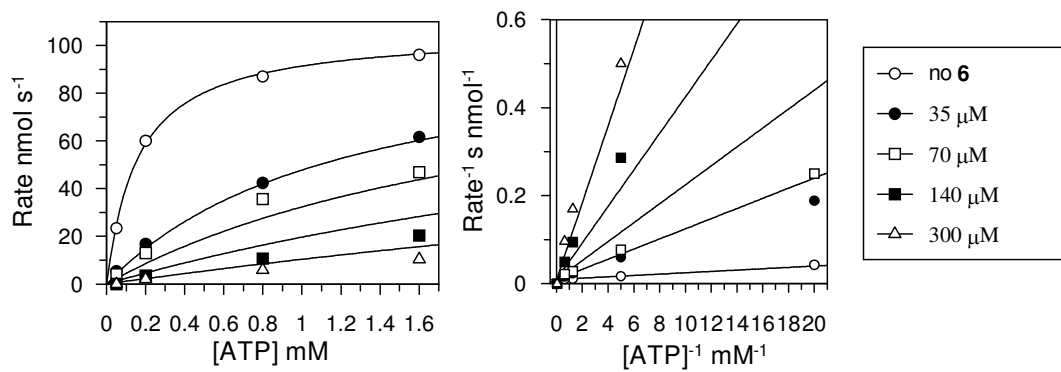 Rate nmol s⁻¹
100
80
60
40
20
0
0 0.2 0.4 0.6 0.8 1 1.2 1.4 1.6
[ATP] mM
Rate⁻¹ s nmol⁻¹
0.6
0.4
0.2
0
0 2 4 6 8 10 12 14 16 18 20
[ATP]⁻¹ mM⁻¹
no 6
35 μM
70 μM
140 μM
300 μM